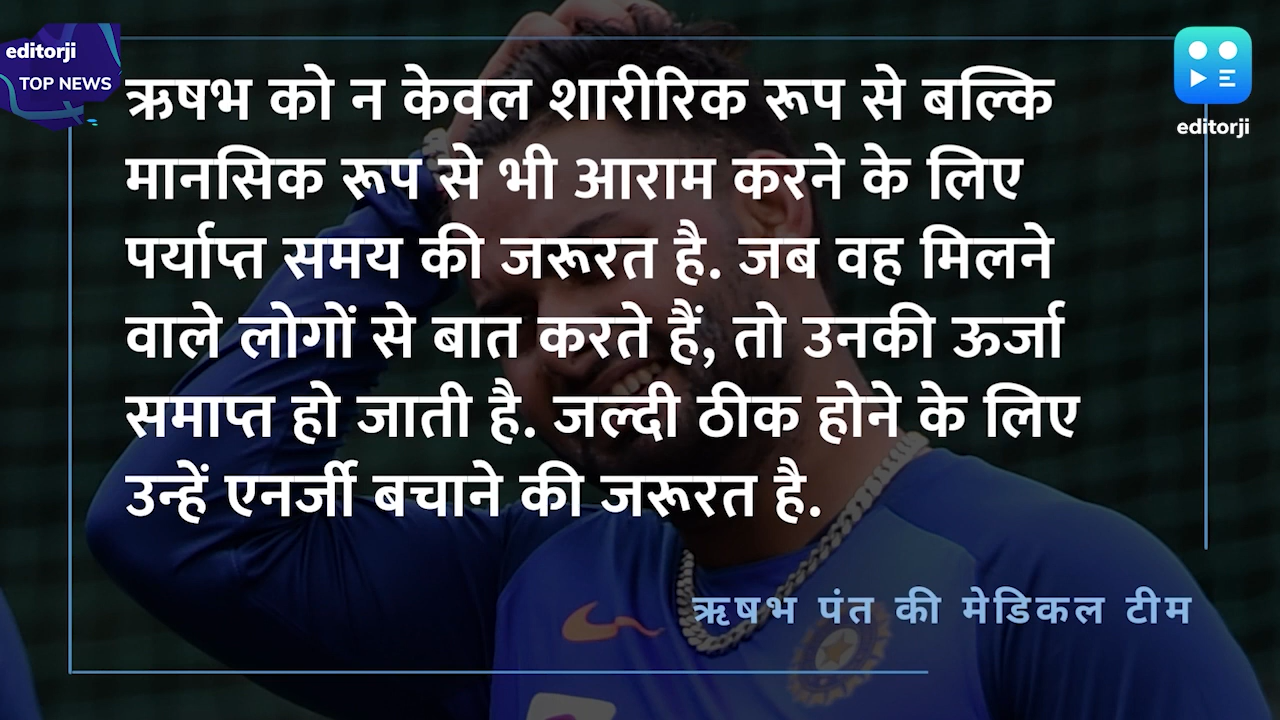 editorji
TOP NEWS
ऋषभ को न केवल शारीरिक रूप से बल्कि
मानसिक रूप से भी आराम करने के लिए
पर्याप्त समय की जरूरत है. जब वह मिलने
वाले लोगों से बात करते हैं, तो उनकी ऊर्जा
समाप्त हो जाती है. जल्दी ठीक होने के लिए
उन्हें एनर्जी बचाने की जरूरत है.
ऋषभ पंत की मेडिकल टीम
editorji